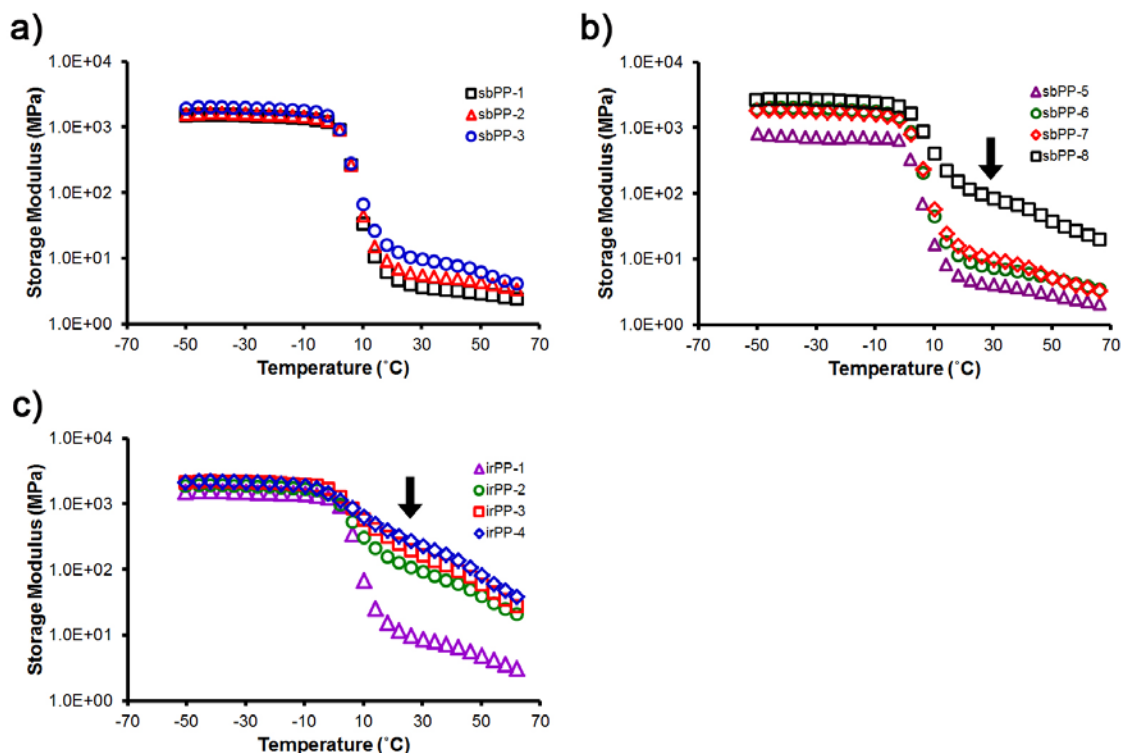 a)
1.0E+04
1.0E+03
1.0E+02
1.0E+01
1.0E+00
-70 -50 -30 -10 10 30 50 70
Storage Modulus (MPa)
Temperature (˚C)
sbPP-1
sbPP-2
sbPP-3
b)
1.0E+04
1.0E+03
1.0E+02
1.0E+01
1.0E+00
-70 -50 -30 -10 10 30 50 70
Storage Modulus (MPa)
Temperature (˚C)
sbPP-5
sbPP-6
sbPP-7
sbPP-8
c)
1.0E+04
1.0E+03
1.0E+02
1.0E+01
1.0E+00
-70 -50 -30 -10 10 30 50 70
Storage Modulus (MPa)
Temperature (˚C)
irPP-1
irPP-2
irPP-3
irPP-4